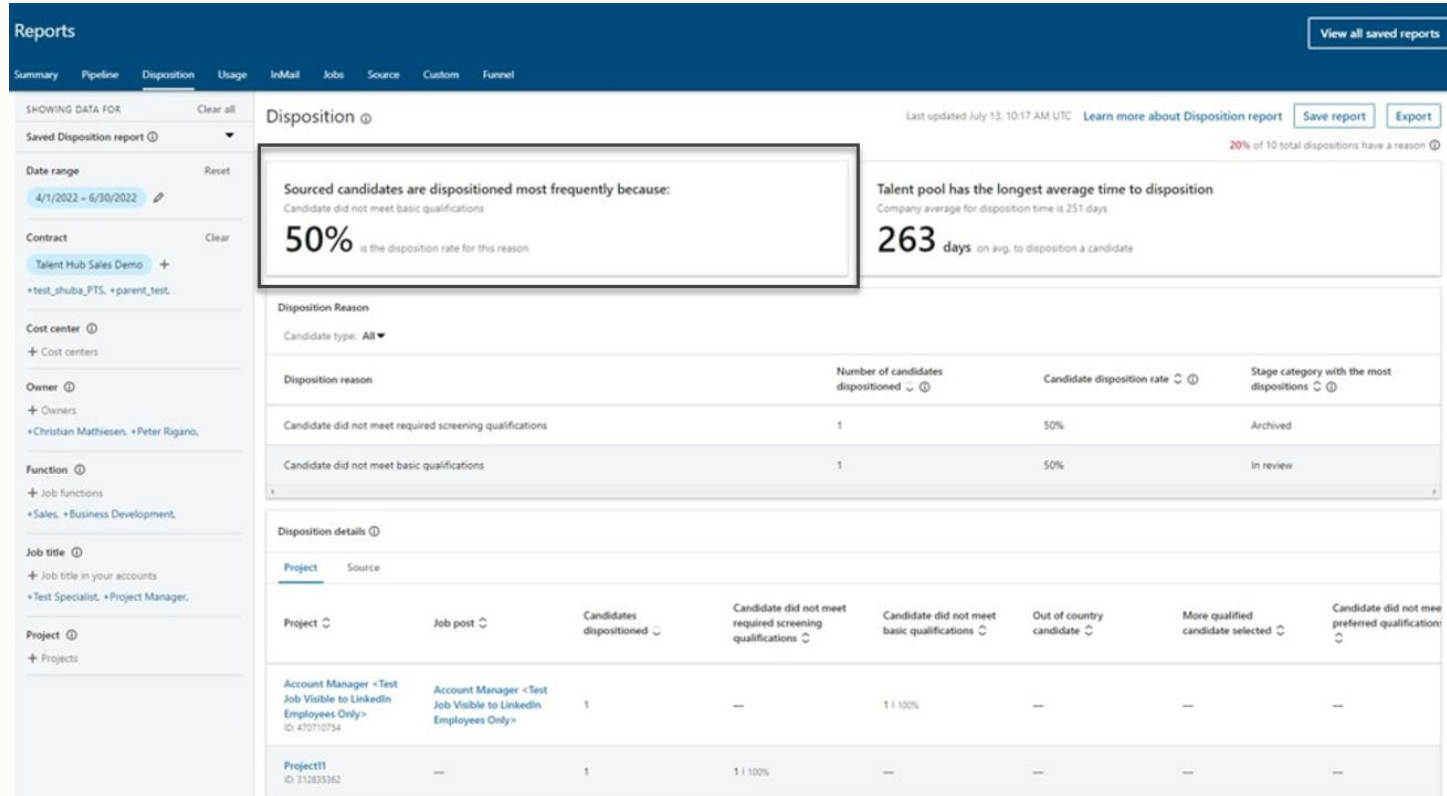 Reports
View all saved reports
Summary Pipeline Disposition Usage InMail Jobs Source Custom Funnel
SHOWING DATA FOR Clear all
Saved Disposition report
Date range Reset
4/1/2022 – 6/30/2022
Contract Clear
Talent Hub Sales Demo +
+test_shuba_PTS, +parent_test,
Cost center
+ Cost centers
Owner
+ Owners
+Christian Mathiesen, +Peter Rigano,
Function
+ Job functions
+Sales, +Business Development,
Job title
+ Job title in your accounts
+Test Specialist, +Project Manager,
Project
+ Projects
Disposition
Last updated July 13, 10:17 AM UTC Learn more about Disposition report Save report Export
20% of 10 total dispositions have a reason
Sourced candidates are dispositioned most frequently because:
Candidate did not meet basic qualifications
50% is the disposition rate for this reason
Talent pool has the longest average time to disposition
Company average for disposition time is 251 days
263 days on avg. to disposition a candidate
Disposition Reason
Candidate type: All
Disposition reason
Number of candidates
dispositioned
Candidate disposition rate
Stage category with the most
dispositions
Candidate did not meet required screening qualifications 1 50% Archived
Candidate did not meet basic qualifications 1 50% In review
Disposition details
Project Source
Project
Job post
Candidates
dispositioned
Candidate did not meet
required screening
qualifications
Candidate did not meet
basic qualifications
Out of country
candidate
More qualified
candidate selected
Candidate did not mee
preferred qualification
Account Manager <Test
Job Visible to LinkedIn
Employees Only>
ID: 470710754
Account Manager <Test
Job Visible to LinkedIn
Employees Only>
1 — 1 | 100% — — —
Project11
ID: 312835362
— 1 1 | 100% — — — —